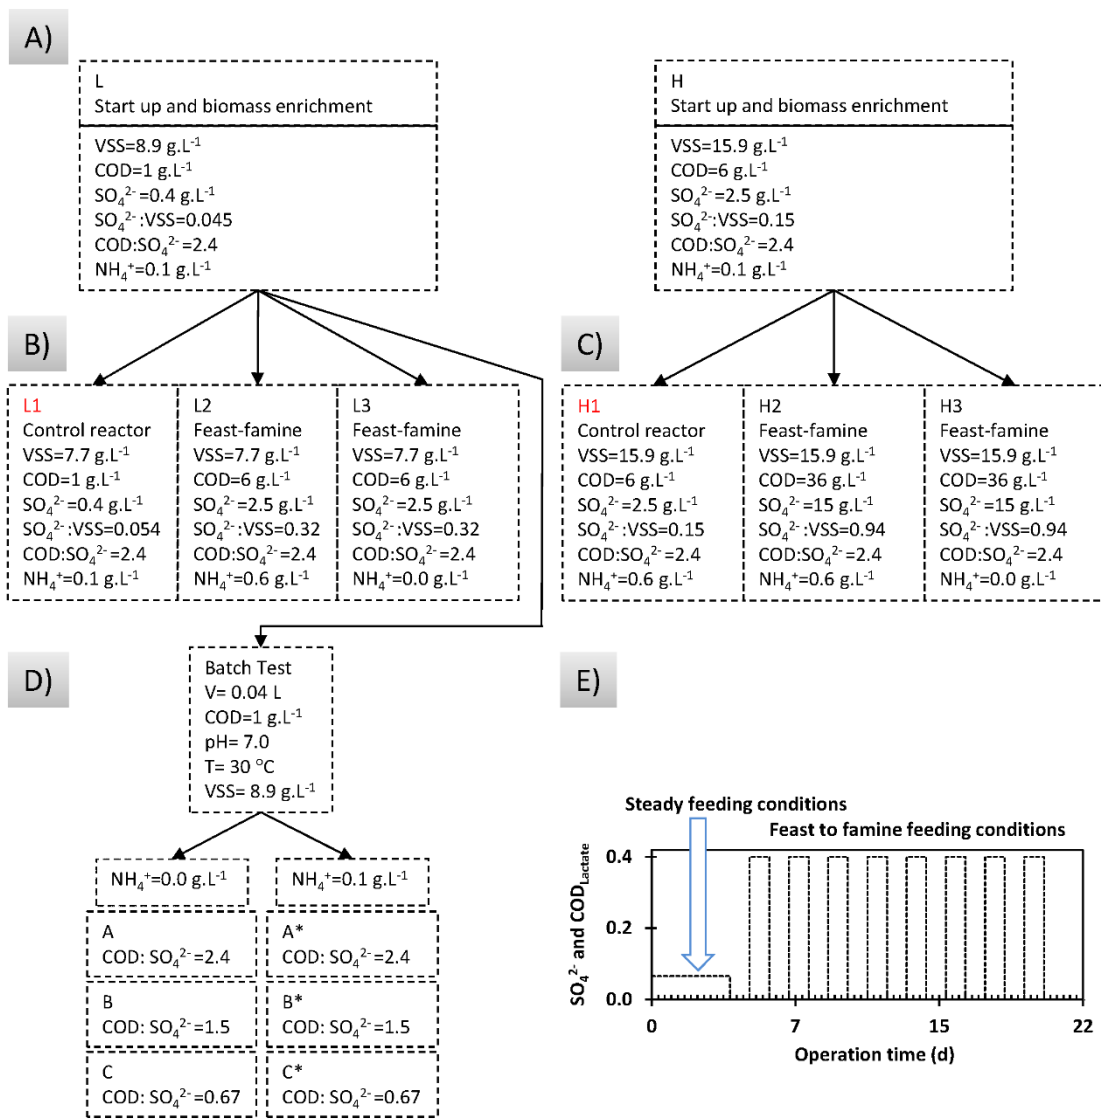 A)
L
Start up and biomass enrichment
VSS=8.9 g.L⁻¹
COD=1 g.L⁻¹
SO₄²⁻=0.4 g.L⁻¹
SO₄²⁻:VSS=0.045
COD:SO₄²⁻=2.4
NH₄⁺=0.1 g.L⁻¹
H
Start up and biomass enrichment
VSS=15.9 g.L⁻¹
COD=6 g.L⁻¹
SO₄²⁻=2.5 g.L⁻¹
SO₄²⁻:VSS=0.15
COD:SO₄²⁻=2.4
NH₄⁺=0.1 g.L⁻¹
B)
L1
Control reactor
VSS=7.7 g.L⁻¹
COD=1 g.L⁻¹
SO₄²⁻=0.4 g.L⁻¹
SO₄²⁻:VSS=0.054
COD:SO₄²⁻=2.4
NH₄⁺=0.1 g.L⁻¹
L2
Feast-famine
VSS=7.7 g.L⁻¹
COD=6 g.L⁻¹
SO₄²⁻=2.5 g.L⁻¹
SO₄²⁻:VSS=0.32
COD:SO₄²⁻=2.4
NH₄⁺=0.6 g.L⁻¹
L3
Feast-famine
VSS=7.7 g.L⁻¹
COD=6 g.L⁻¹
SO₄²⁻=2.5 g.L⁻¹
SO₄²⁻:VSS=0.32
COD:SO₄²⁻=2.4
NH₄⁺=0.0 g.L⁻¹
C)
H1
Control reactor
VSS=15.9 g.L⁻¹
COD=6 g.L⁻¹
SO₄²⁻=2.5 g.L⁻¹
SO₄²⁻:VSS=0.15
COD:SO₄²⁻=2.4
NH₄⁺=0.6 g.L⁻¹
H2
Feast-famine
VSS=15.9 g.L⁻¹
COD=36 g.L⁻¹
SO₄²⁻=15 g.L⁻¹
SO₄²⁻:VSS=0.94
COD:SO₄²⁻=2.4
NH₄⁺=0.6 g.L⁻¹
H3
Feast-famine
VSS=15.9 g.L⁻¹
COD=36 g.L⁻¹
SO₄²⁻=15 g.L⁻¹
SO₄²⁻:VSS=0.94
COD:SO₄²⁻=2.4
NH₄⁺=0.0 g.L⁻¹
D)
Batch Test
V= 0.04 L
COD=1 g.L⁻¹
pH= 7.0
T= 30 °C
VSS= 8.9 g.L⁻¹
NH₄⁺=0.0 g.L⁻¹
NH₄⁺=0.1 g.L⁻¹
A
COD: SO₄²⁻=2.4
A*
COD: SO₄²⁻=2.4
B
COD: SO₄²⁻=1.5
B*
COD: SO₄²⁻=1.5
C
COD: SO₄²⁻=0.67
C*
COD: SO₄²⁻=0.67
E)
Steady feeding conditions
Feast to famine feeding conditions
SO₄²⁻ and COD_Lactate
0.4
0.2
0.0
0
7
15
22
Operation time (d)